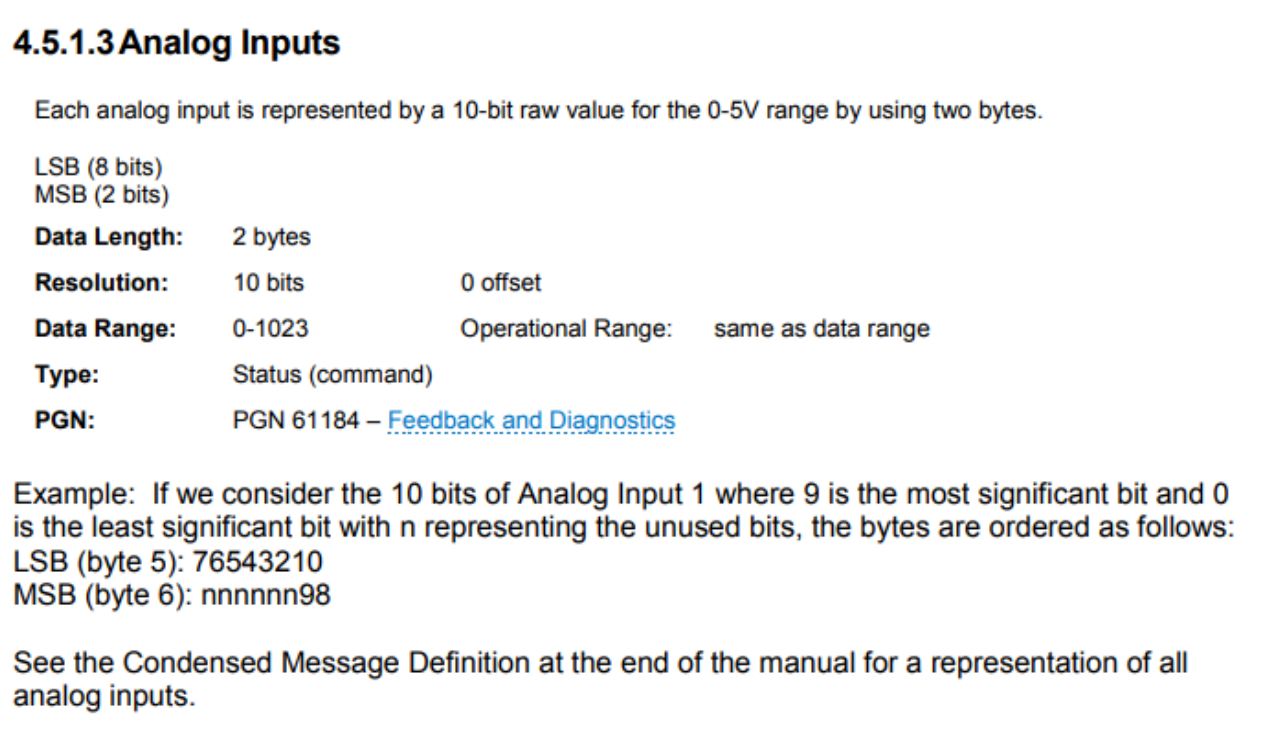 4.5.1.3 Analog Inputs
Each analog input is represented by a 10-bit raw value for the 0-5V range by using two bytes.
LSB (8 bits)
MSB (2 bits)
Data Length: 2 bytes
Resolution: 10 bits 0 offset
Data Range: 0-1023 Operational Range: same as data range
Type: Status (command)
PGN: PGN 61184 – Feedback and Diagnostics
Example:  If we consider the 10 bits of Analog Input 1 where 9 is the most significant bit and 0
is the least significant bit with n representing the unused bits, the bytes are ordered as follows:
LSB (byte 5): 76543210
MSB (byte 6): nnnnnn98
See the Condensed Message Definition at the end of the manual for a representation of all
analog inputs.